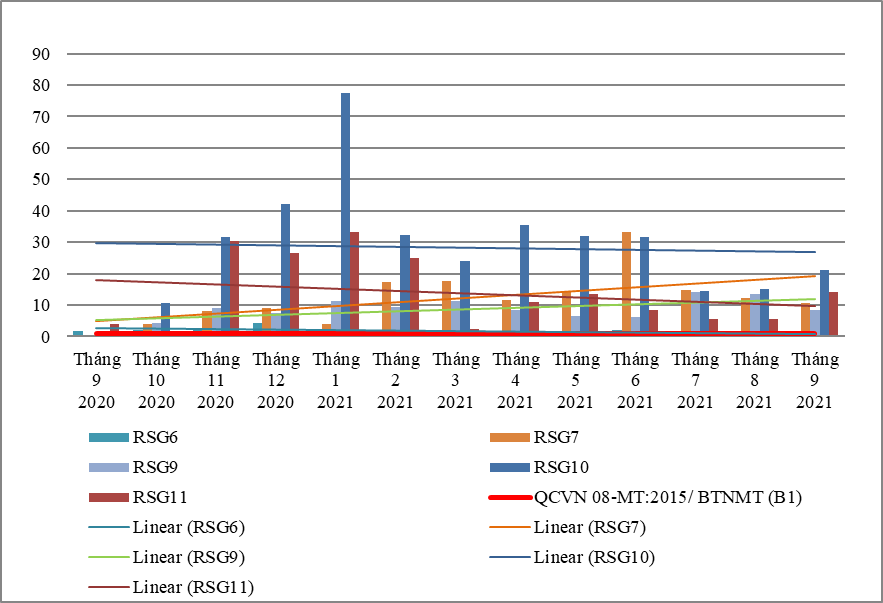 90
80
70
60
50
40
30
20
10
0
Tháng 9 2020
Tháng 10 2020
Tháng 11 2020
Tháng 12 2020
Tháng 1 2021
Tháng 2 2021
Tháng 3 2021
Tháng 4 2021
Tháng 5 2021
Tháng 6 2021
Tháng 7 2021
Tháng 8 2021
Tháng 9 2021
RSG6
RSG7
RSG9
RSG10
RSG11
QCVN 08-MT:2015/ BTNMT (B1)
Linear (RSG6)
Linear (RSG7)
Linear (RSG9)
Linear (RSG10)
Linear (RSG11)